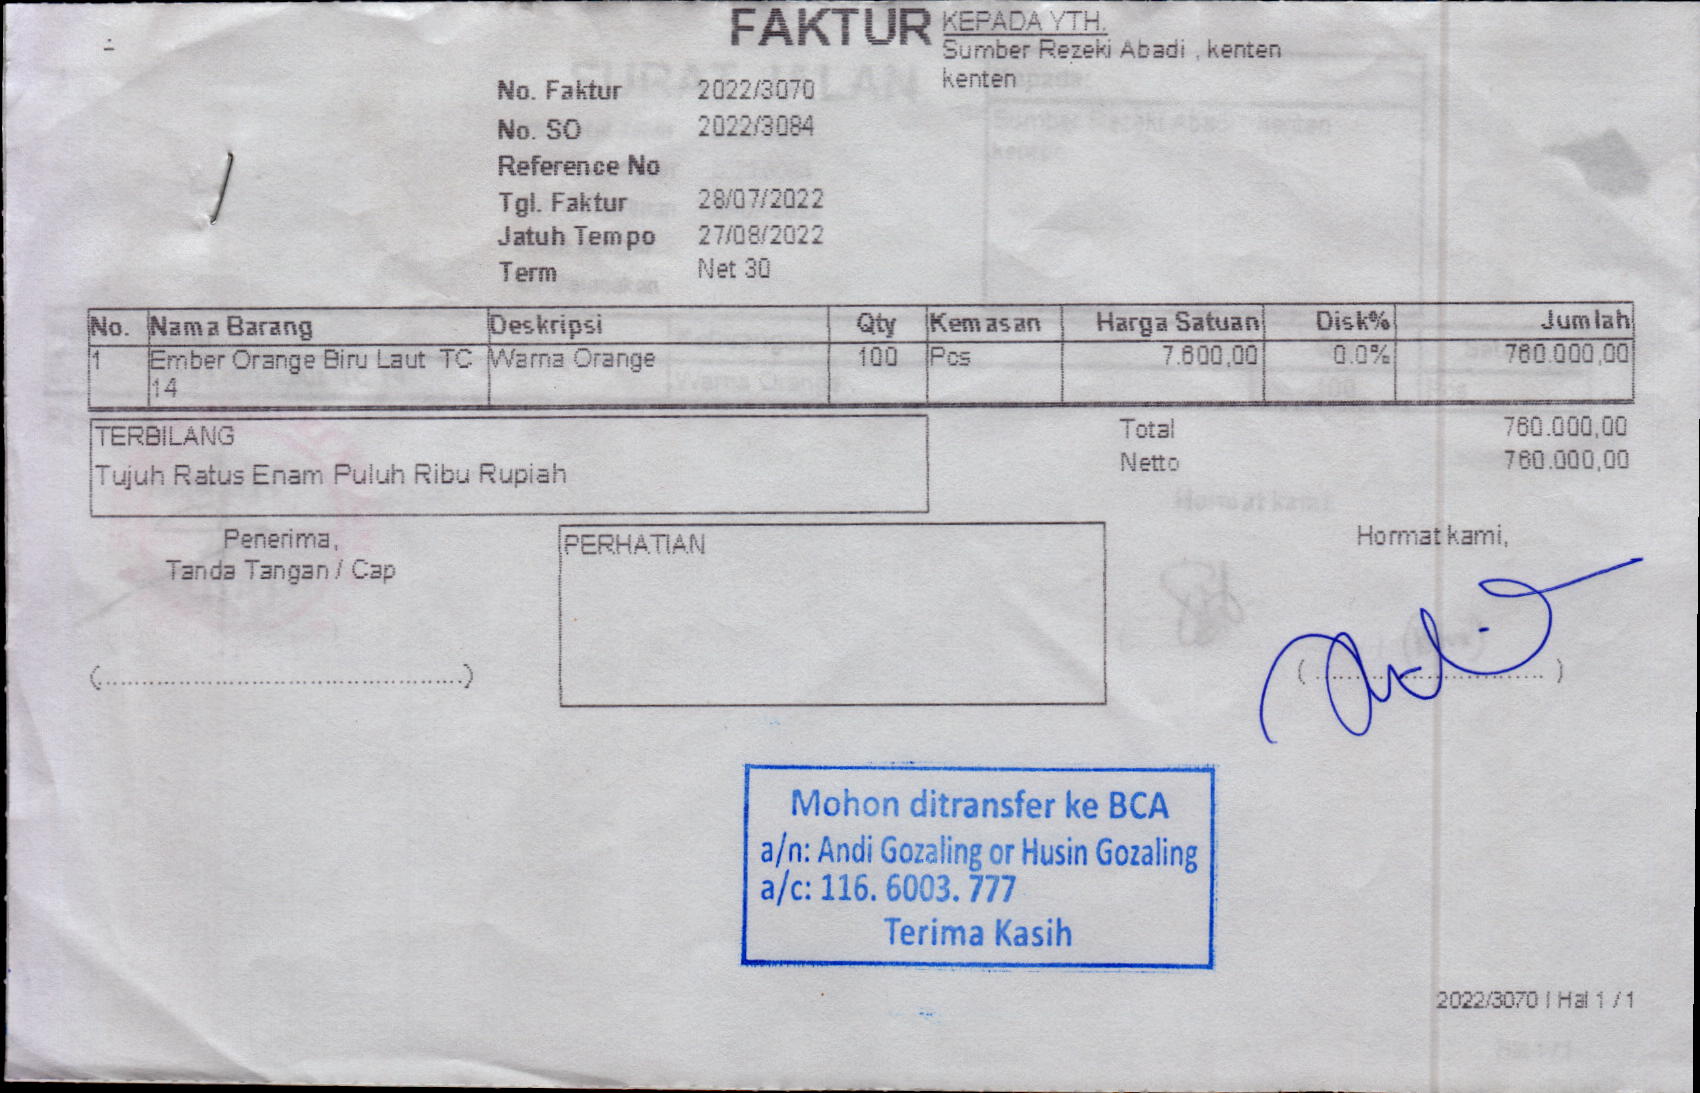 FAKTUR
KEPADA YTH.
Sumber Rezeki Abadi , kenten
kenten
No. Faktur 2022/3070
No. SO 2022/3084
Reference No
Tgl. Faktur 28/07/2022
Jatuh Tempo 27/08/2022
Term Net 30
No. Nama Barang Deskripsi Qty Kemasan Harga Satuan Disk% Jumlah
1 Ember Orange Biru Laut TC Warna Orange 100 Pcs 7.600,00 0.0% 760.000,00
14
TERBILANG
Tujuh Ratus Enam Puluh Ribu Rupiah
Total 760.000,00
Netto 760.000,00
Penerima,
Tanda Tangan / Cap
(................................................)
PERHATIAN
Hormat kami,
(...............................)
Mohon ditransfer ke BCA
a/n: Andi Gozaling or Husin Gozaling
a/c: 116. 6003. 777
Terima Kasih
2022/3070 | Hal 1 / 1